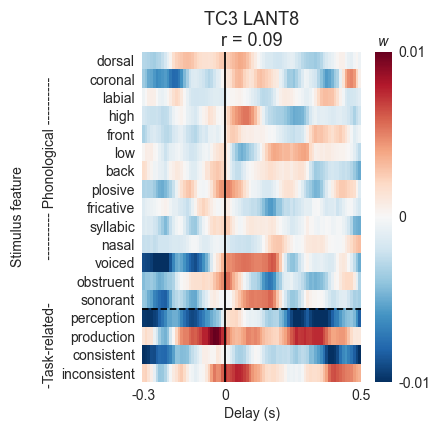 TC3 LANT8
r = 0.09
w
dorsal
coronal
labial
high
front
low
back
plosive
fricative
syllabic
nasal
voiced
obstruent
sonorant
perception
production
consistent
inconsistent
Stimulus feature
---------- Phonological ----------
-Task-related-
0.01
0
-0.01
-0.3
0
0.5
Delay (s)